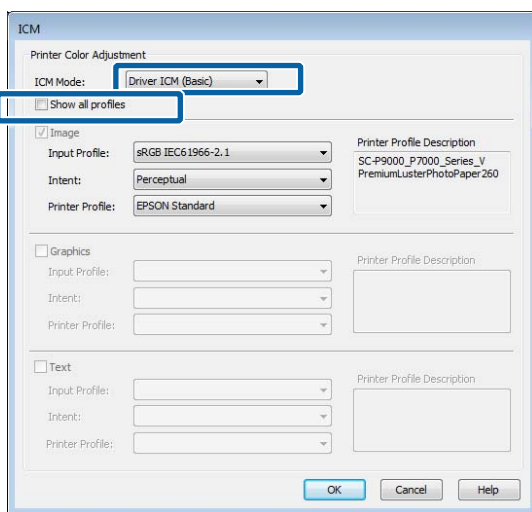 ICM
Printer Color Adjustment
ICM Mode: Driver ICM (Basic)
Show all profiles
Image
Input Profile: sRGB IEC61966-2.1
Intent: Perceptual
Printer Profile: EPSON Standard
Printer Profile Description
SC-P9000_P7000_Series_V
PremiumLusterPhotoPaper260
Graphics
Input Profile:
Intent:
Printer Profile:
Printer Profile Description
Text
Input Profile:
Intent:
Printer Profile:
Printer Profile Description
OK Cancel Help